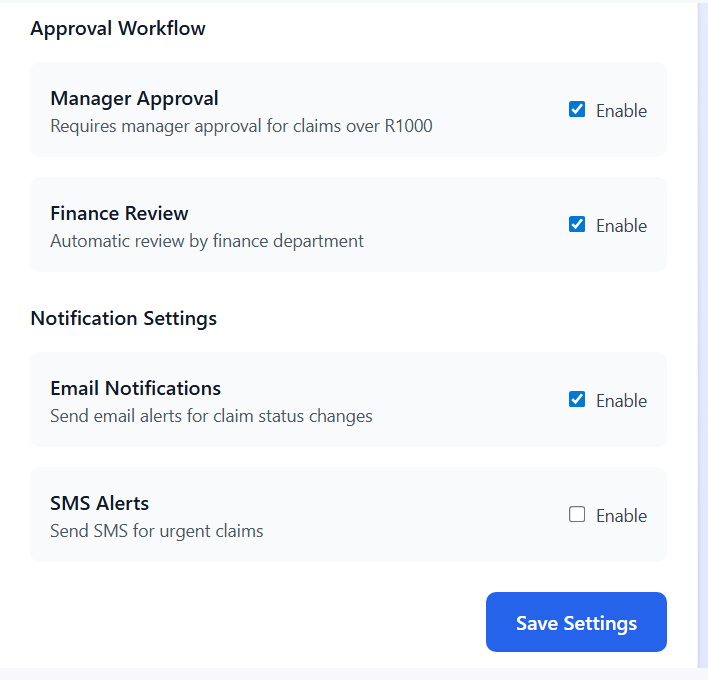 Approval Workflow
Manager Approval
Requires manager approval for claims over R1000
Enable
Finance Review
Automatic review by finance department
Enable
Notification Settings
Email Notifications
Send email alerts for claim status changes
Enable
SMS Alerts
Send SMS for urgent claims
Enable
Save Settings